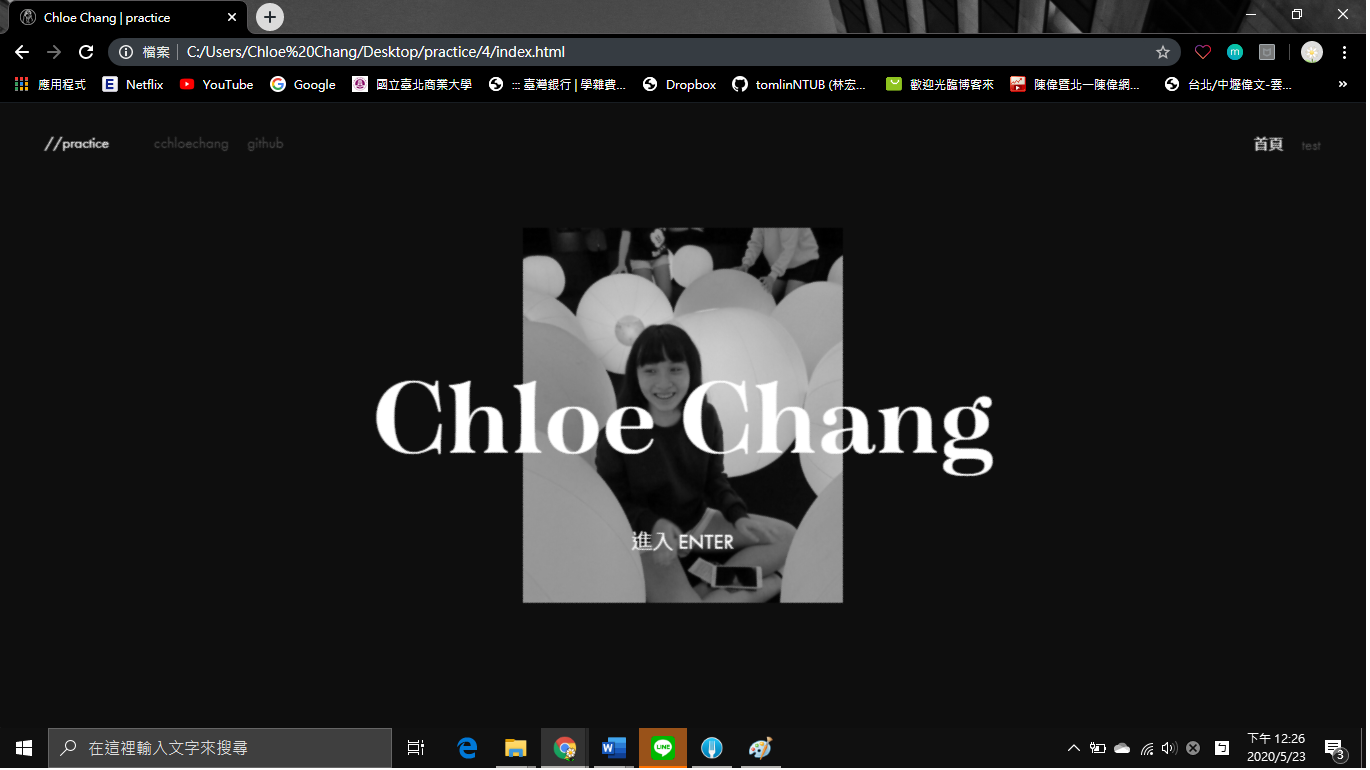 Chloe Chang | practice
檔案
C:/Users/Chloe%20Chang/Desktop/practice/4/index.html
應用程式
Netflix
YouTube
Google
國立臺北商業大學
::: 臺灣銀行 | 學雜費...
Dropbox
tomlinNTUB (林宏...
歡迎光臨博客來
陳偉暨北一陳偉網...
台北/中壢偉文-雲...
//practice
cchloechang
github
首頁
test
Chloe Chang
進入 ENTER
在這裡輸入文字來搜尋
下午 12:26
2020/5/23
3